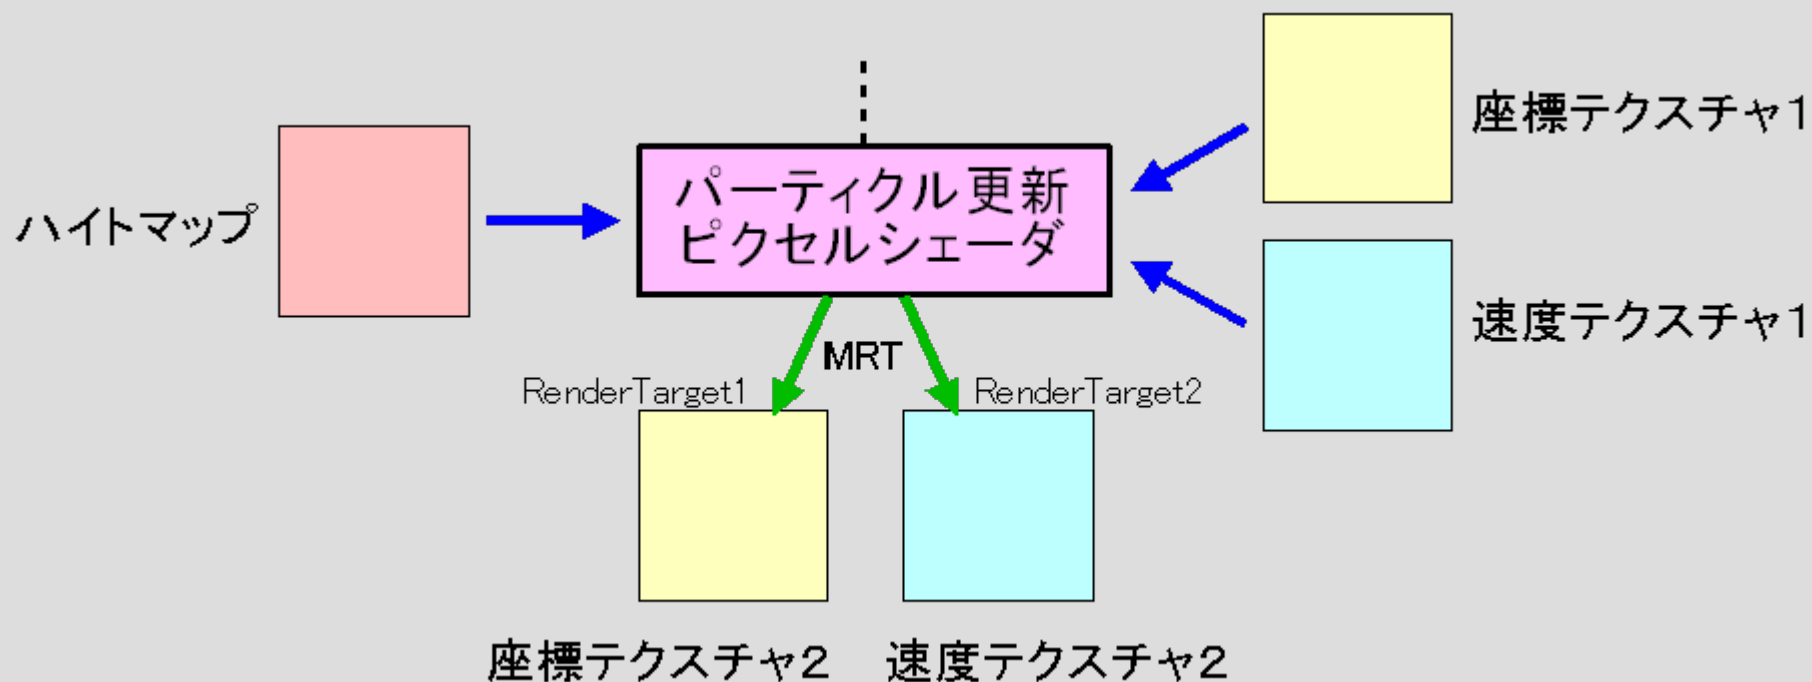 座標テクスチャ1
パーティクル更新
ピクセルシェーダ
ハイトマップ
速度テクスチャ1
MRT
RenderTarget1
RenderTarget2
座標テクスチャ2
速度テクスチャ2